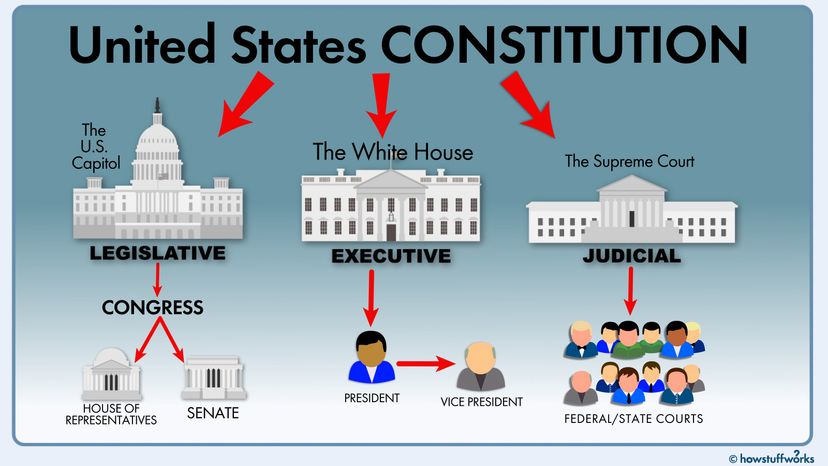 United States CONSTITUTION
The
U.S.
Capitol
LEGISLATIVE
CONGRESS
HOUSE OF
REPRESENTATIVES
SENATE
The White House
EXECUTIVE
PRESIDENT
VICE PRESIDENT
The Supreme Court
JUDICIAL
FEDERAL/STATE COURTS
© howstuffworks